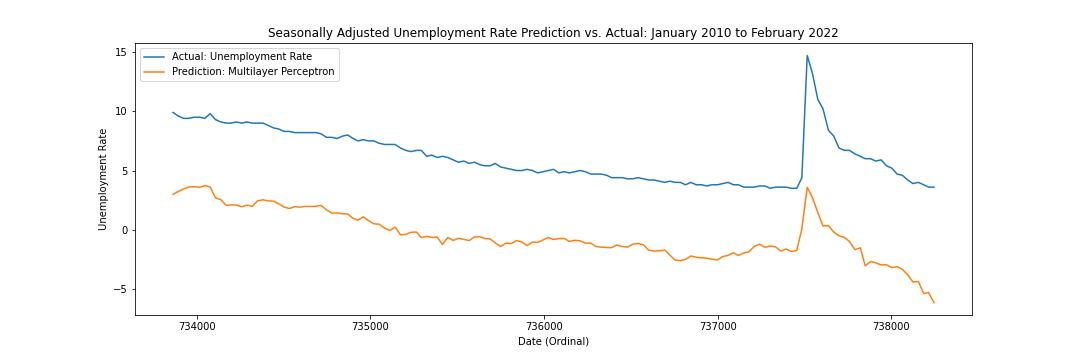 Seasonally Adjusted Unemployment Rate Prediction vs. Actual: January 2010 to February 2022
Actual: Unemployment Rate
Prediction: Multilayer Perceptron
Unemployment Rate
15
10
5
0
−5
734000 735000 736000 737000 738000
Date (Ordinal)